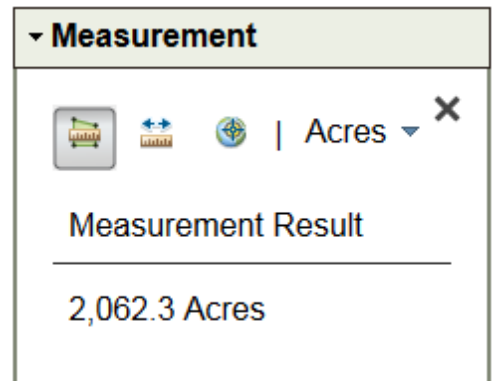 Measurement
| Acres
Measurement Result
2,062.3 Acres